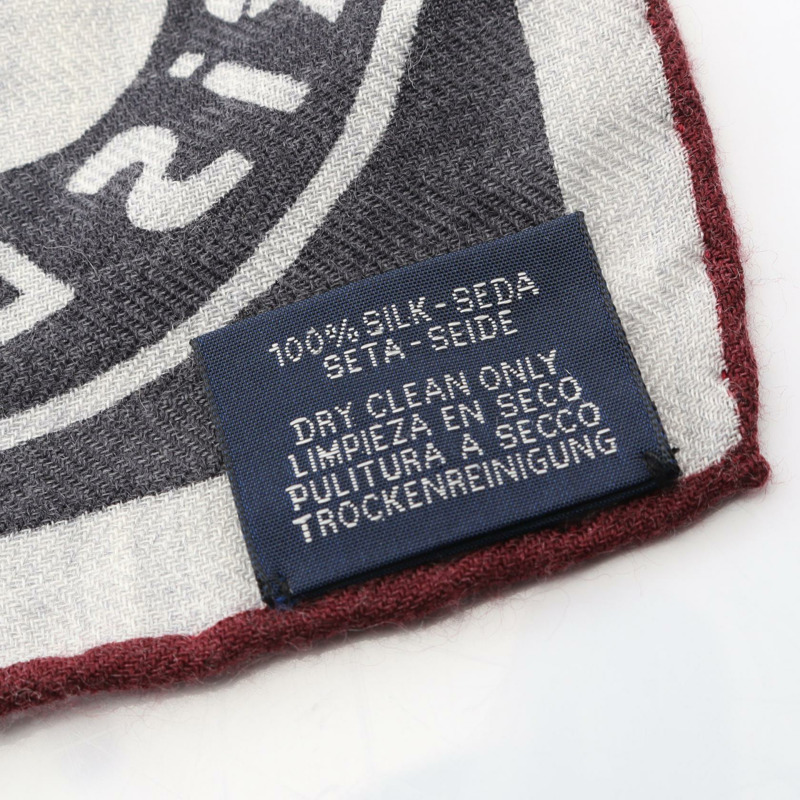 100% SILK-SEDA
SETA-SEIDE
DRY CLEAN ONLY
LIMPIEZA EN SECO
PULITURA A SECCO
TROCKENREINIGUNG